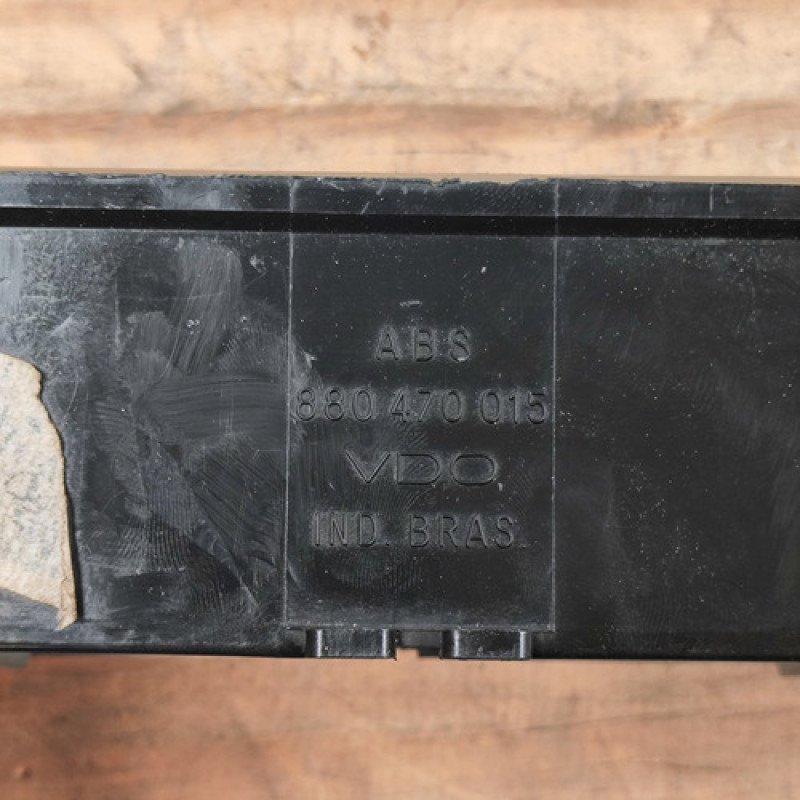 ABS
880 470 015
VDO
IND. BRAS.